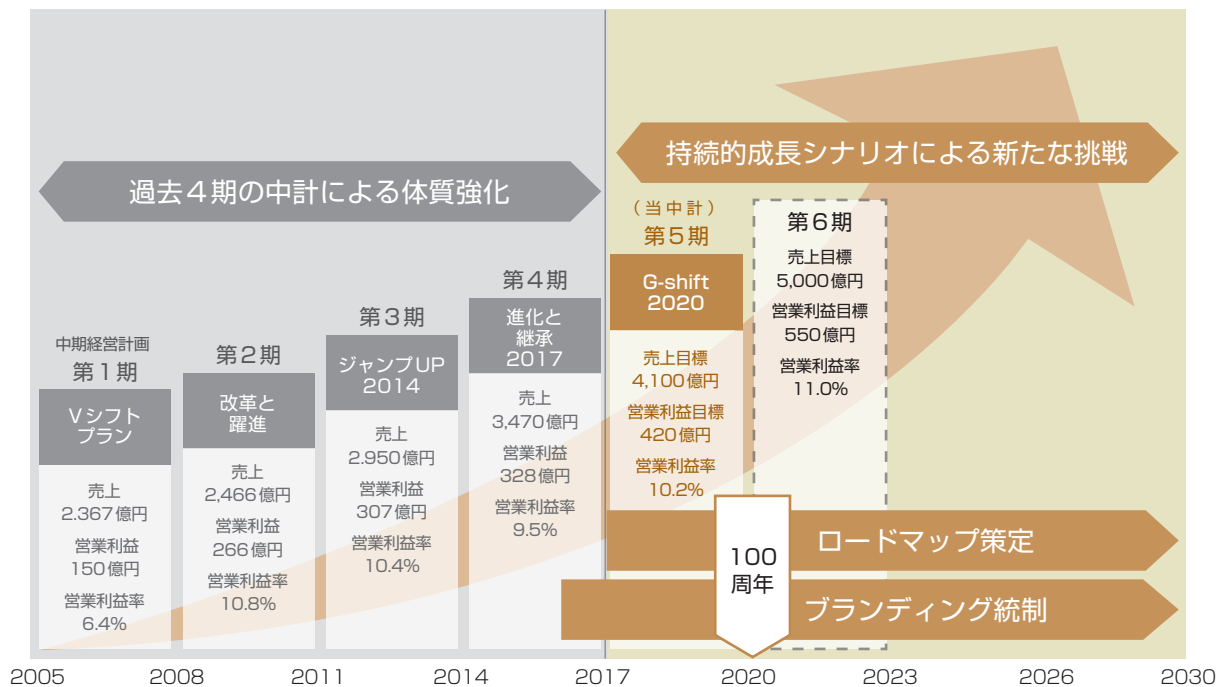 過去4期の中計による体質強化
持続的成長シナリオによる新たな挑戦
中期経営計画
第1期
Vシフト
プラン
売上
2.367億円
営業利益
150億円
営業利益率
6.4%
第2期
改革と
躍進
売上
2,466億円
営業利益
266億円
営業利益率
10.8%
第3期
ジャンプUP
2014
売上
2.950億円
営業利益
307億円
営業利益率
10.4%
第4期
進化と
継承
2017
売上
3,470億円
営業利益
328億円
営業利益率
9.5%
(当中計)
第5期
G-shift
2020
売上目標
4,100億円
営業利益目標
420億円
営業利益率
10.2%
第6期
売上目標
5,000億円
営業利益目標
550億円
営業利益率
11.0%
100
周年
ロードマップ策定
ブランディング統制
2005 2008 2011 2014 2017 2020 2023 2026 2030